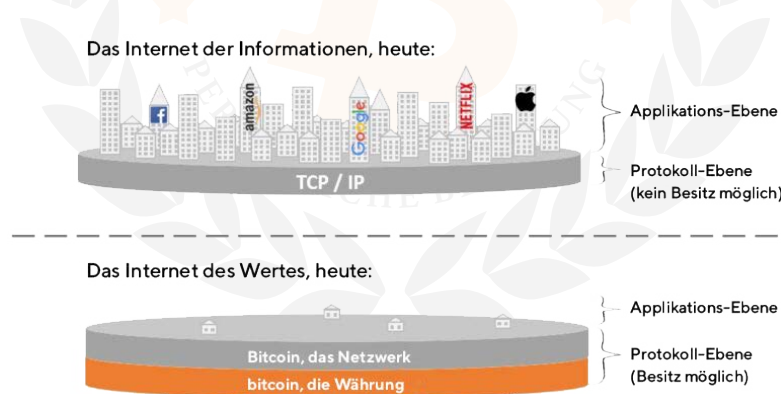 Das Internet der Informationen, heute:
amazon
Google
NETFLIX
Applikations-Ebene
Protokoll-Ebene
(kein Besitz möglich)
TCP / IP
Das Internet des Wertes, heute:
Applikations-Ebene
Protokoll-Ebene
(Besitz möglich)
Bitcoin, das Netzwerk
bitcoin, die Währung